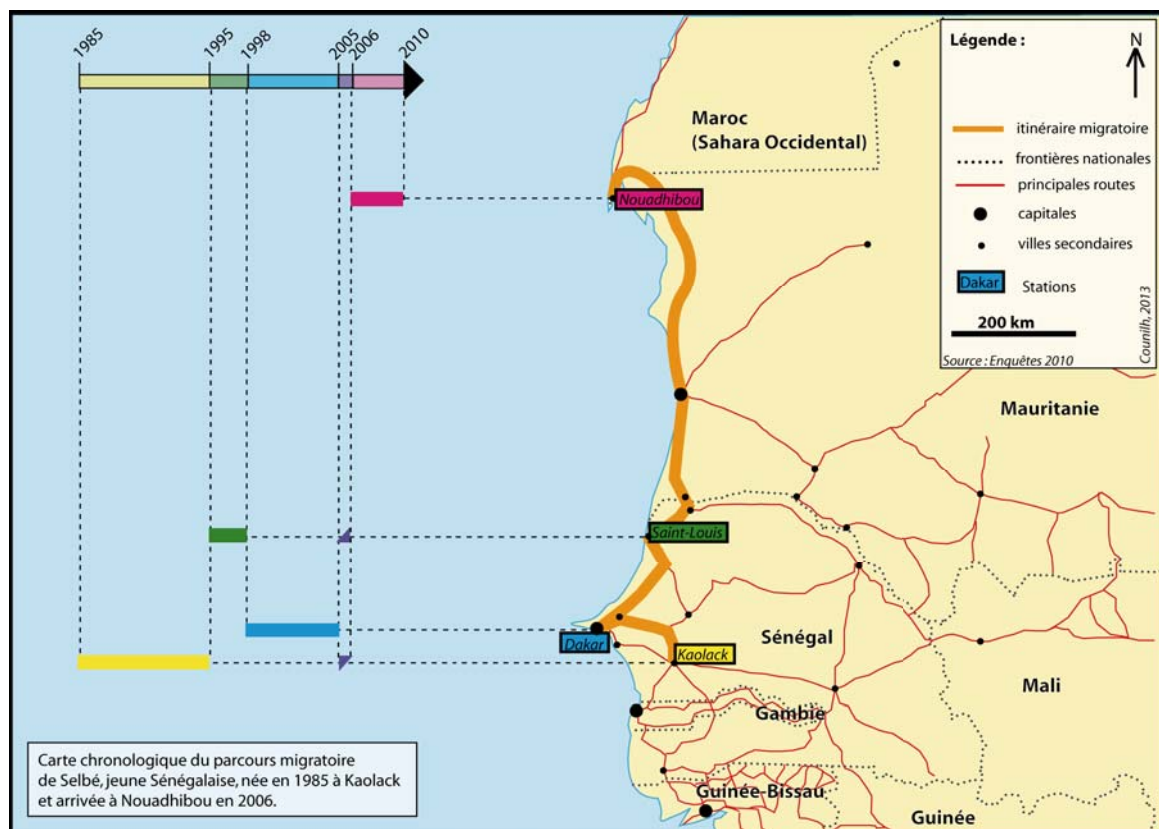 1985
1995
1998
2005
2006
2010
Légende :
N
itinéraire migratoire
frontières nationales
principales routes
capitales
villes secondaires
Dakar
Stations
200 km
Source : Enquêtes 2010
Counilh, 2013
Maroc
(Sahara Occidental)
Nouadhibou
Mauritanie
Saint-Louis
Dakar
Sénégal
Kaolack
Mali
Gambie
Guinée-Bissau
Guinée
Carte chronologique du parcours migratoire
de Selbé, jeune Sénégalaise, née en 1985 à Kaolack
et arrivée à Nouadhibou en 2006.